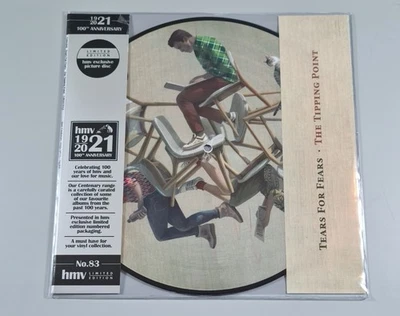 19
20
21
100TH ANNIVERSARY
LIMITED
EDITION
hmv exclusive
picture disc
hmv
19
20
21
100TH ANNIVERSARY
Celebrating 100
years of hmv and
our love for music.
Our Centenary range
is a carefully curated
collection of some
of our favourite
albums from the
past 100 years.
Presented in hmv
exclusive limited
edition numbered
packaging.
A must have for
your vinyl collection.
No.83
hmv LIMITED
EDITION
TEARS FOR FEARS · THE TIPPING POINT